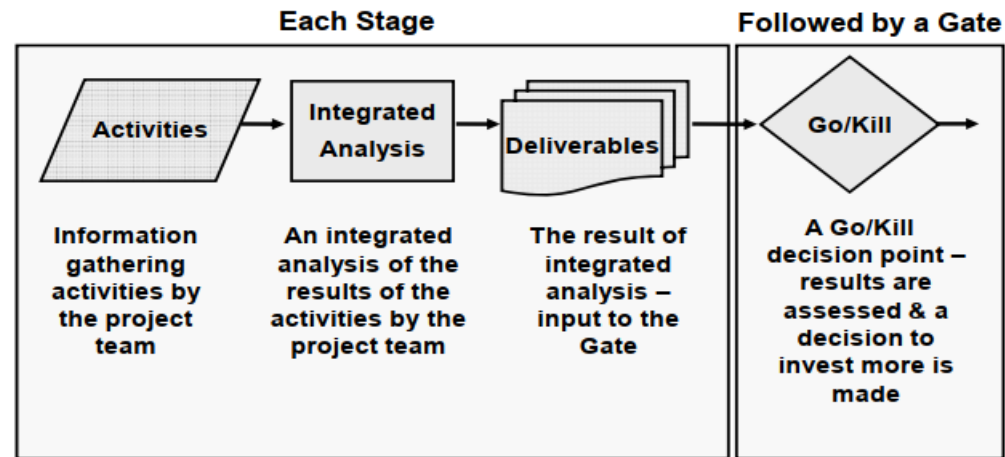 Each Stage
Followed by a Gate
Activities
Integrated
Analysis
Deliverables
Go/Kill
Information
gathering
activities by
the project
team
An integrated
analysis of the
results of the
activities by the
project team
The result of
integrated
analysis –
input to the
Gate
A Go/Kill
decision point –
results are
assessed & a
decision to
invest more is
made